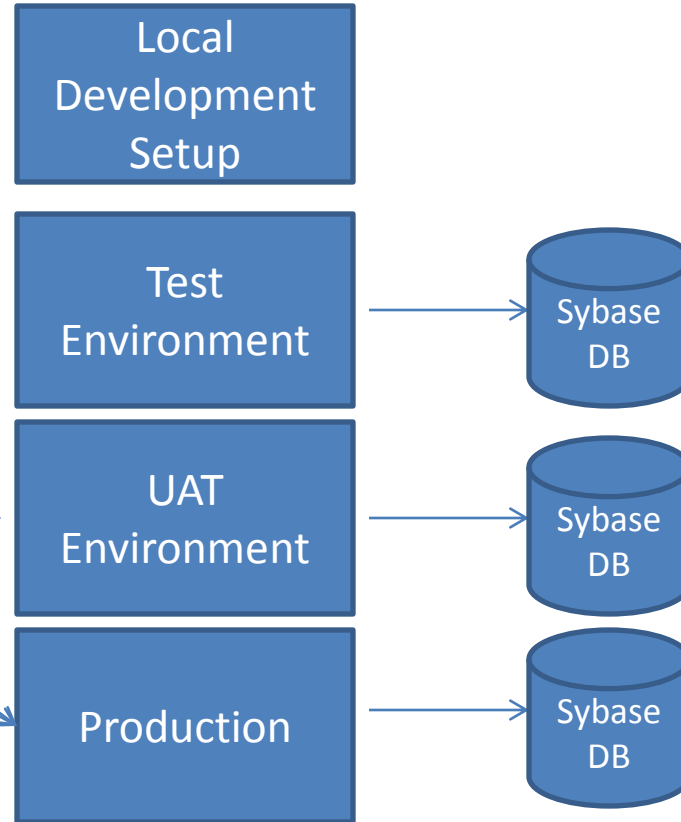 Local
Development
Setup
Test
Environment
Sybase
DB
UAT
Environment
Sybase
DB
Production
Sybase
DB